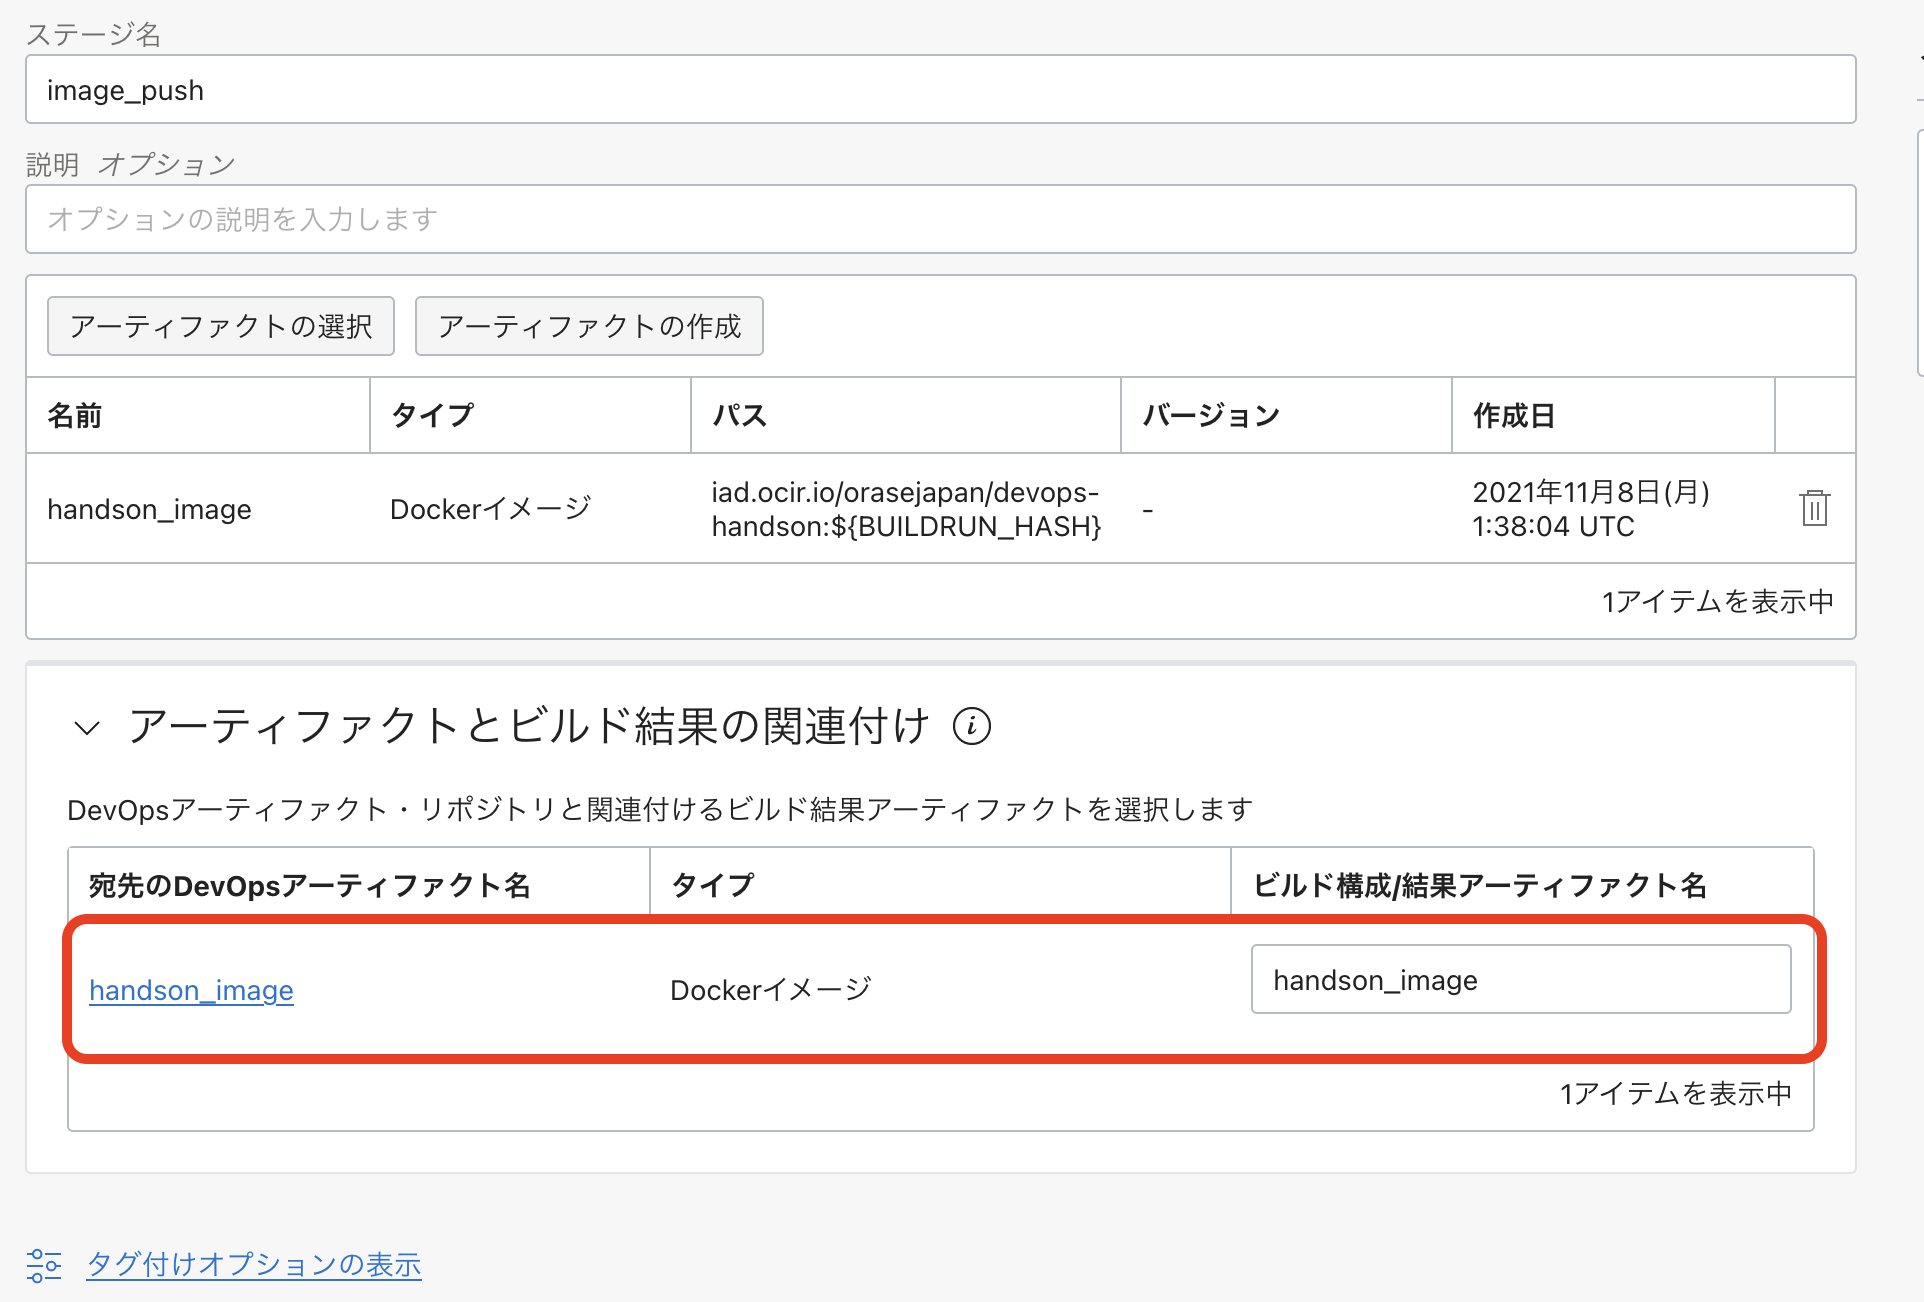 ステージ名
image_push
説明 オプション
オプションの説明を入力します
アーティファクトの選択 アーティファクトの作成
名前 タイプ パス バージョン 作成日
handson_image Dockerイメージ iad.ocir.io/orasejapan/devops-handson:${BUILDRUN_HASH} - 2021年11月8日(月) 1:38:04 UTC
1アイテムを表示中
アーティファクトとビルド結果の関連付け i
DevOpsアーティファクト・リポジトリと関連付けるビルド結果アーティファクトを選択します
宛先のDevOpsアーティファクト名 タイプ ビルド構成/結果アーティファクト名
handson_image Dockerイメージ handson_image
1アイテムを表示中
タグ付けオプションの表示